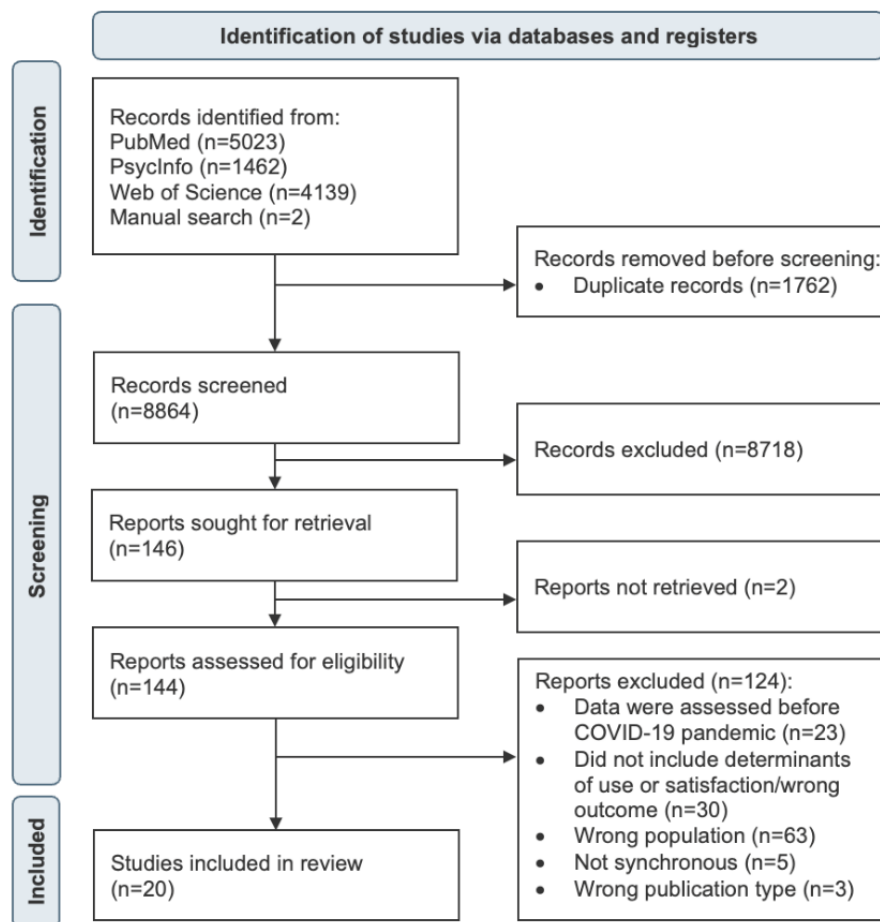 Identification of studies via databases and registers
Identification
Records identified from:
PubMed (n=5023)
PsycInfo (n=1462)
Web of Science (n=4139)
Manual search (n=2)
Records removed before screening:
• Duplicate records (n=1762)
Screening
Records screened
(n=8864)
Records excluded (n=8718)
Reports sought for retrieval
(n=146)
Reports not retrieved (n=2)
Reports assessed for eligibility
(n=144)
Reports excluded (n=124):
• Data were assessed before
COVID-19 pandemic (n=23)
• Did not include determinants
of use or satisfaction/wrong
outcome (n=30)
• Wrong population (n=63)
• Not synchronous (n=5)
• Wrong publication type (n=3)
Included
Studies included in review
(n=20)